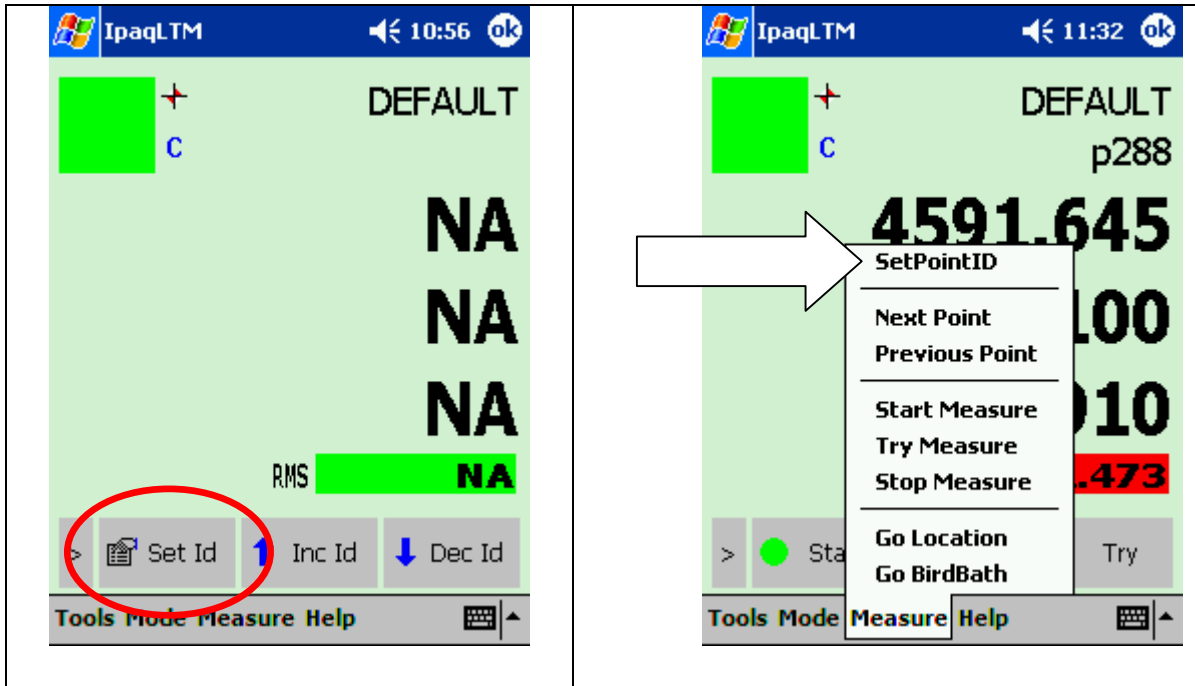 IpaqLTM 10:56 ok
DEFAULT
C
NA
NA
NA
RMS NA
> Set Id Inc Id Dec Id
Tools Mode Measure Help
IpaqLTM 11:32 ok
DEFAULT
C p288
4591.645
SetPointID
Next Point
Previous Point
Start Measure
Try Measure
Stop Measure
Go Location
Go BirdBath
> Try
Tools Mode Measure Help